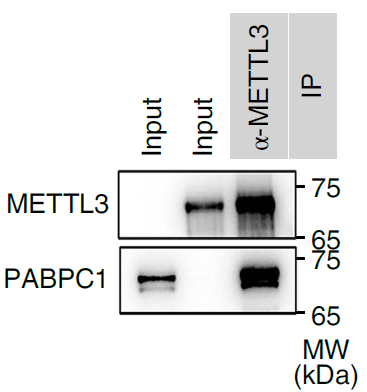 Input
Input
α-METTL3
IP
METTL3
75
65
PABPC1
75
65
MW
(kDa)